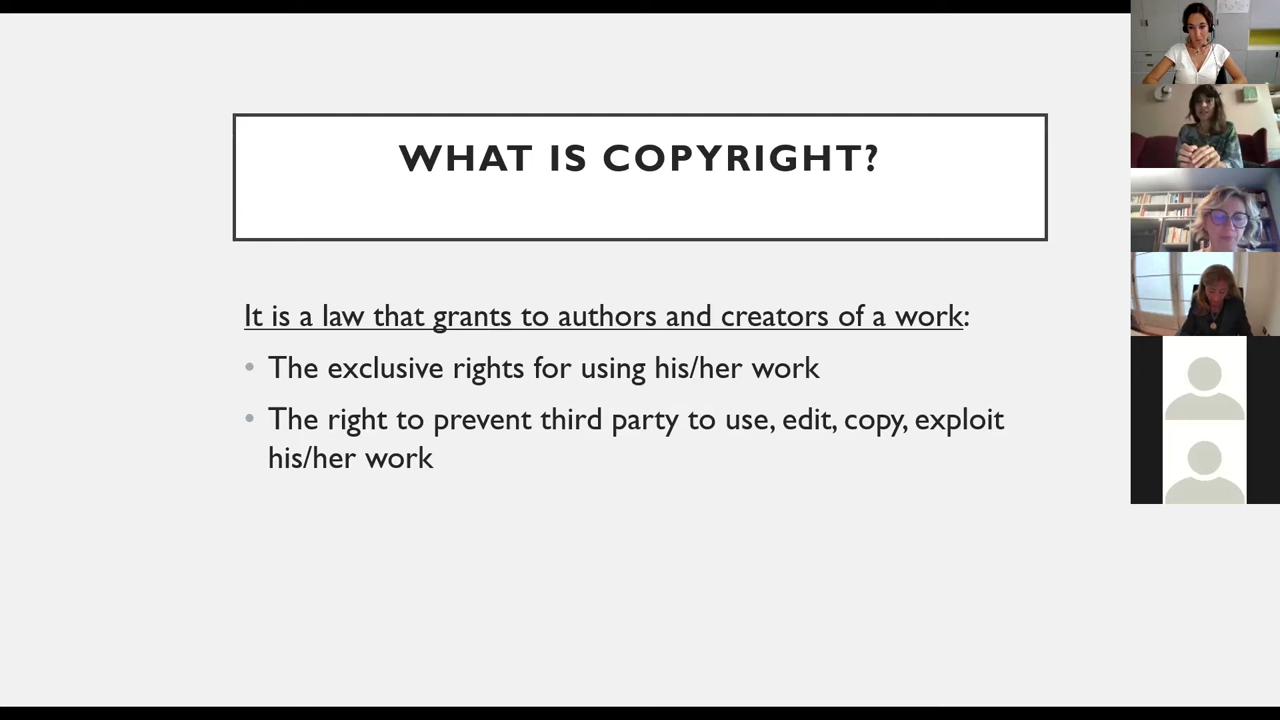 WHAT IS COPYRIGHT?
It is a law that grants to authors and creators of a work:
• The exclusive rights for using his/her work
• The right to prevent third party to use, edit, copy, exploit
his/her work